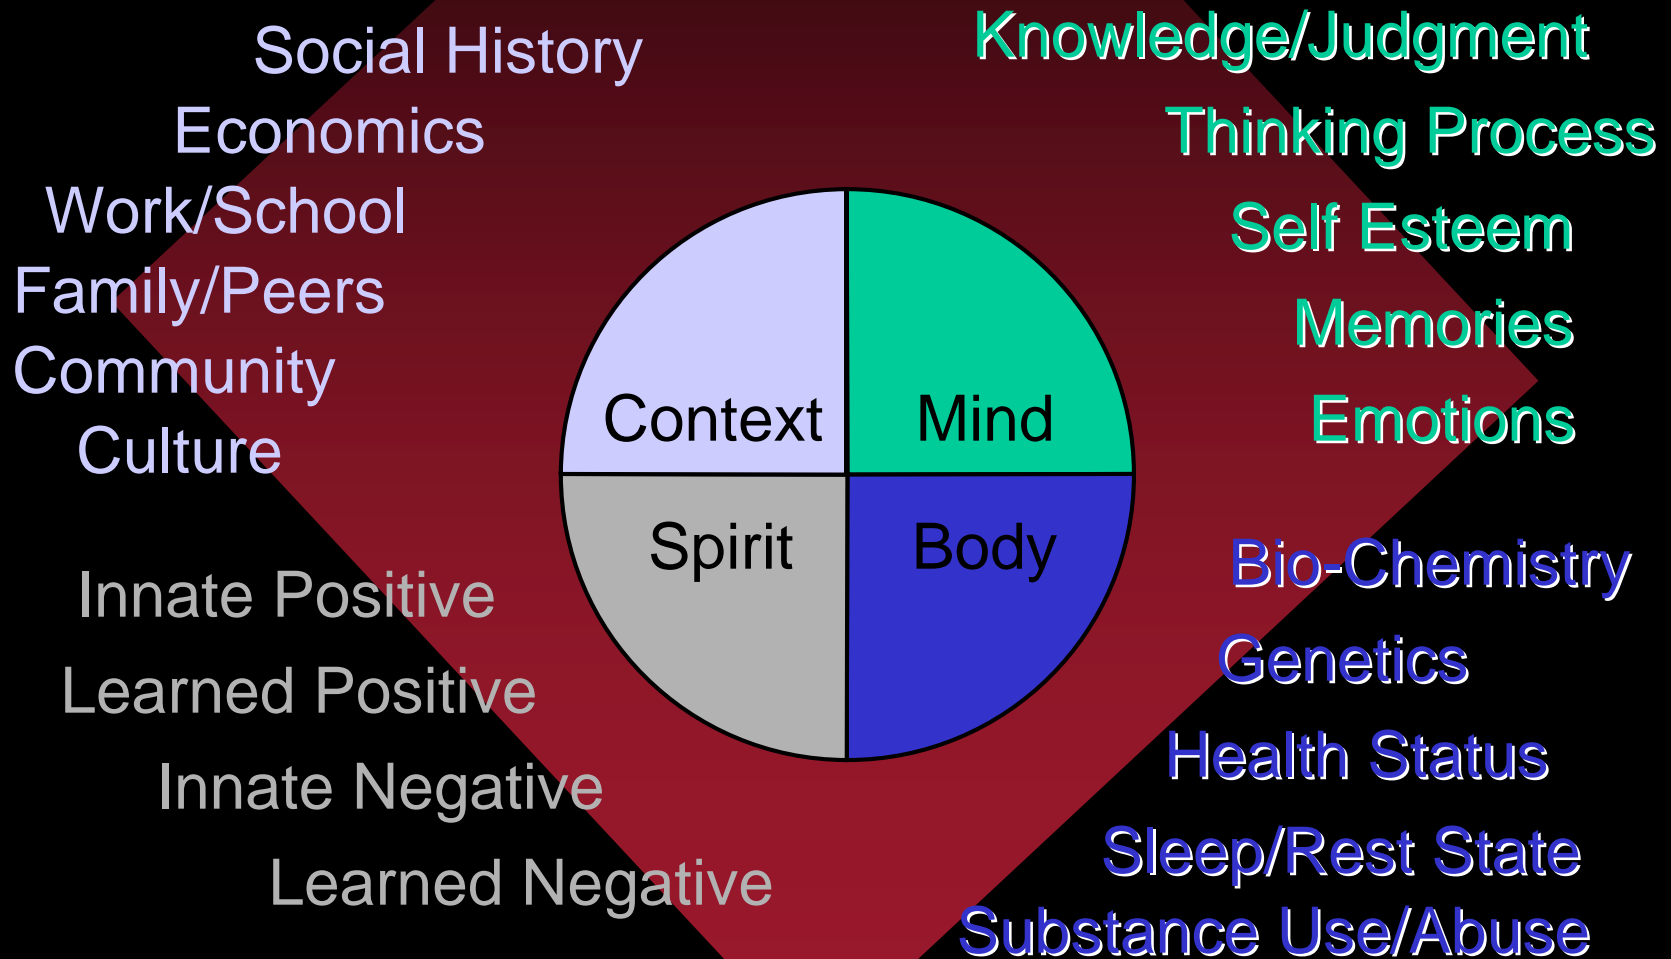 Social History
Economics
Work/School
Family/Peers
Community
Culture
Knowledge/Judgment
Thinking Process
Self Esteem
Memories
Emotions
Context
Mind
Spirit
Body
Innate Positive
Learned Positive
Innate Negative
Learned Negative
Bio-Chemistry
Genetics
Health Status
Sleep/Rest State
Substance Use/Abuse